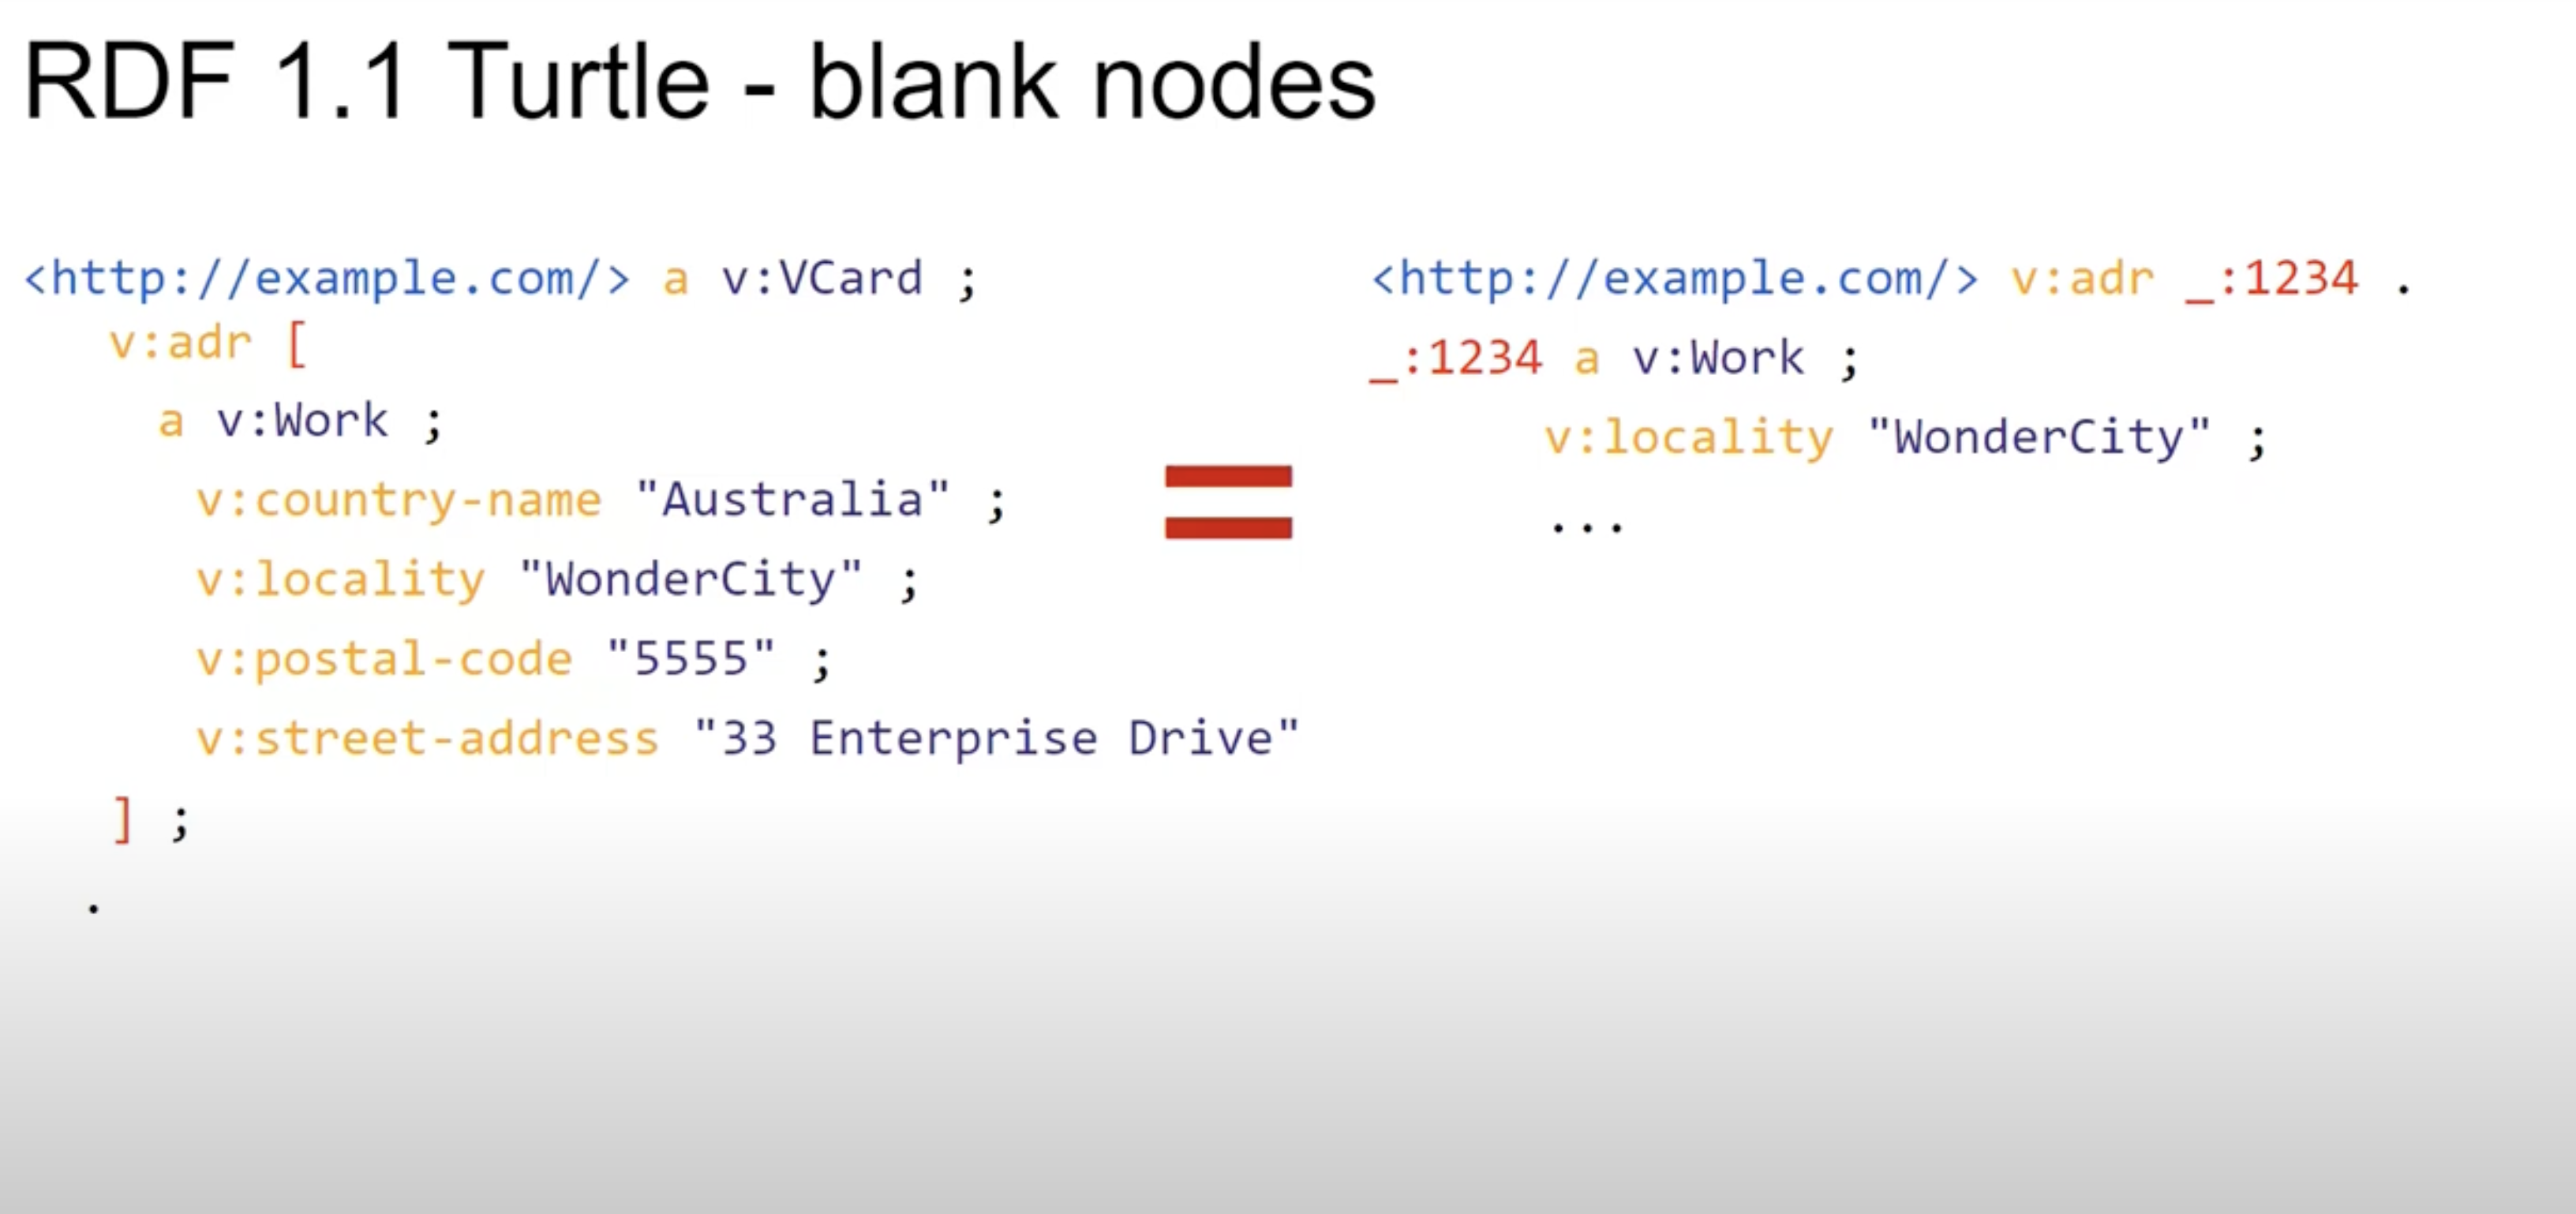 RDF 1.1 Turtle - blank nodes
<http://example.com/> a v:VCard ;
v:adr [
a v:Work ;
v:country-name "Australia" ;
v:locality "WonderCity" ;
v:postal-code "5555" ;
v:street-address "33 Enterprise Drive"
] ;
.
=
<http://example.com/> v:adr _:1234 .
_:1234 a v:Work ;
v:locality "WonderCity" ;
...